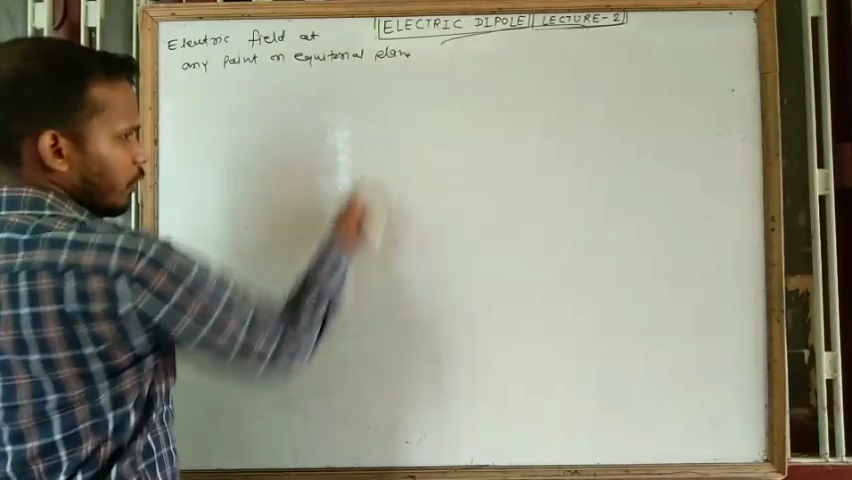 ELECTRIC DIPOLE LECTURE-2
Electric field at
any point on equitorial plane